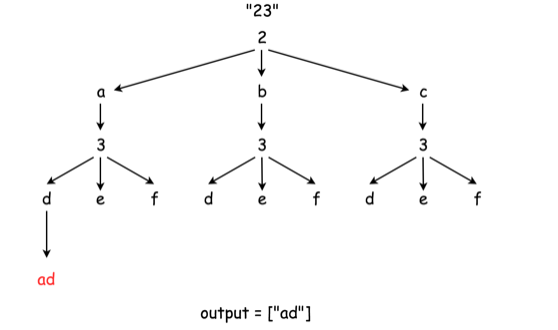 "23"
2
a b c
3 3 3
d e f d e f d e f
ad
output = ["ad"]